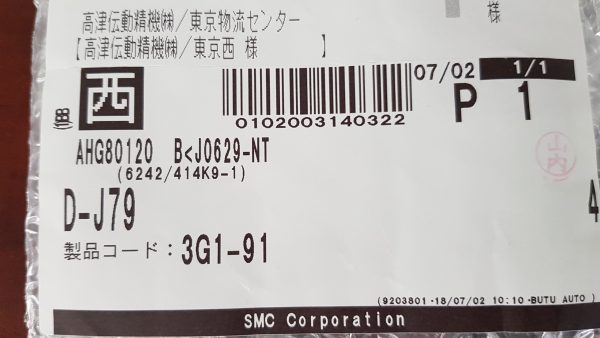 様
高津伝動精機㈱/東京物流センター
【高津伝動精機㈱/東京西 様 】
西
07/02 1/1
0102003140322
P 1
AHG80120 B<J0629-NT
(6242/414K9-1)
山内
D-J79
4
製品コード:3G1-91
(9203801 ・18/07/02 10:10 ・BUTU AUTO )
SMC Corporation